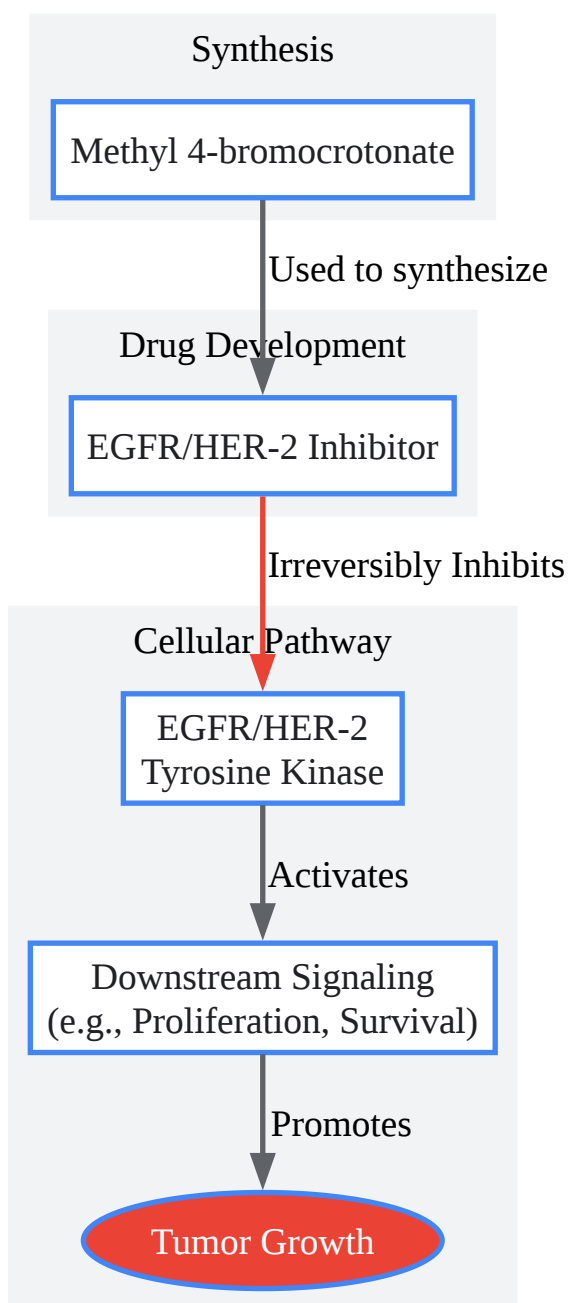 Synthesis
Methyl 4-bromocrotonate
Used to synthesize
Drug Development
EGFR/HER-2 Inhibitor
Irreversibly Inhibits
Cellular Pathway
EGFR/HER-2
Tyrosine Kinase
Activates
Downstream Signaling
(e.g., Proliferation, Survival)
Promotes
Tumor Growth